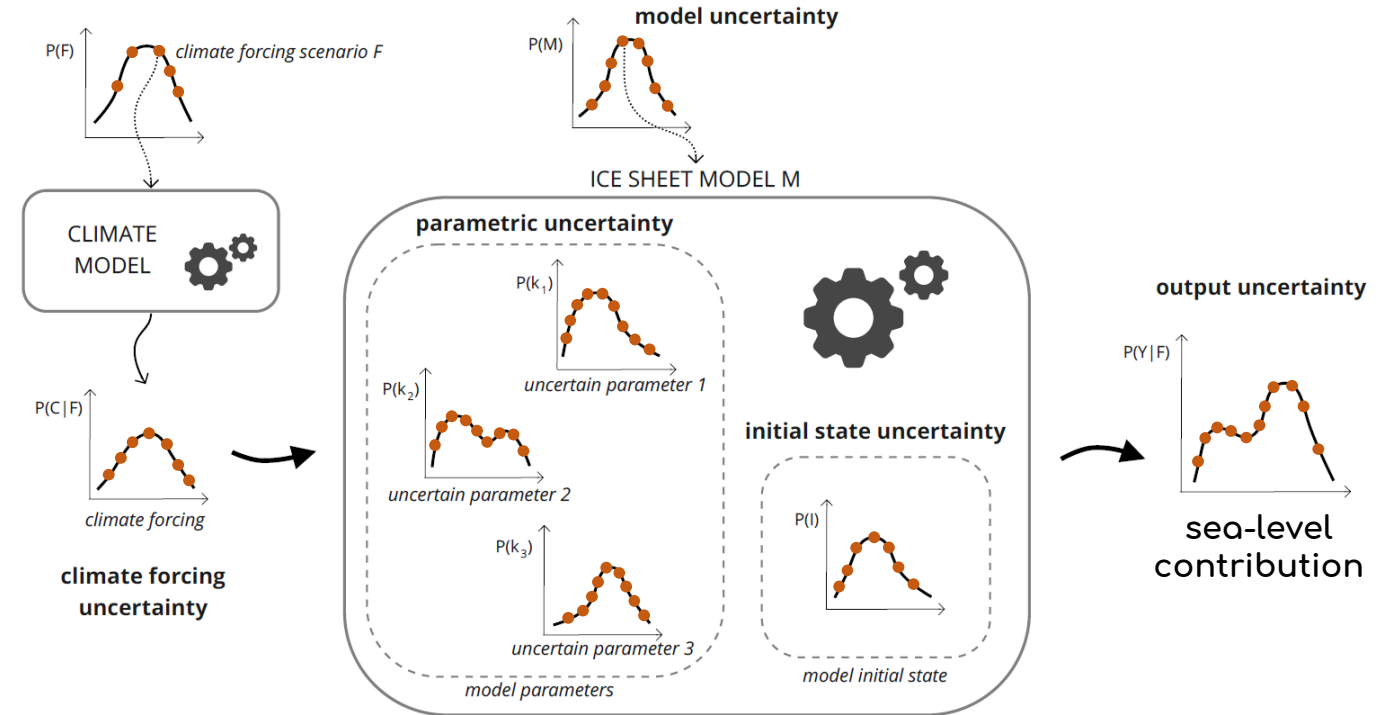 model uncertainty
P(F)
climate forcing scenario F
P(M)
ICE SHEET MODEL M
CLIMATE
MODEL
parametric uncertainty
P(k₁)
uncertain parameter 1
P(k₂)
uncertain parameter 2
P(k₃)
uncertain parameter 3
model parameters
initial state uncertainty
P(I)
model initial state
P(C|F)
climate forcing
climate forcing
uncertainty
output uncertainty
P(Y|F)
sea-level
contribution